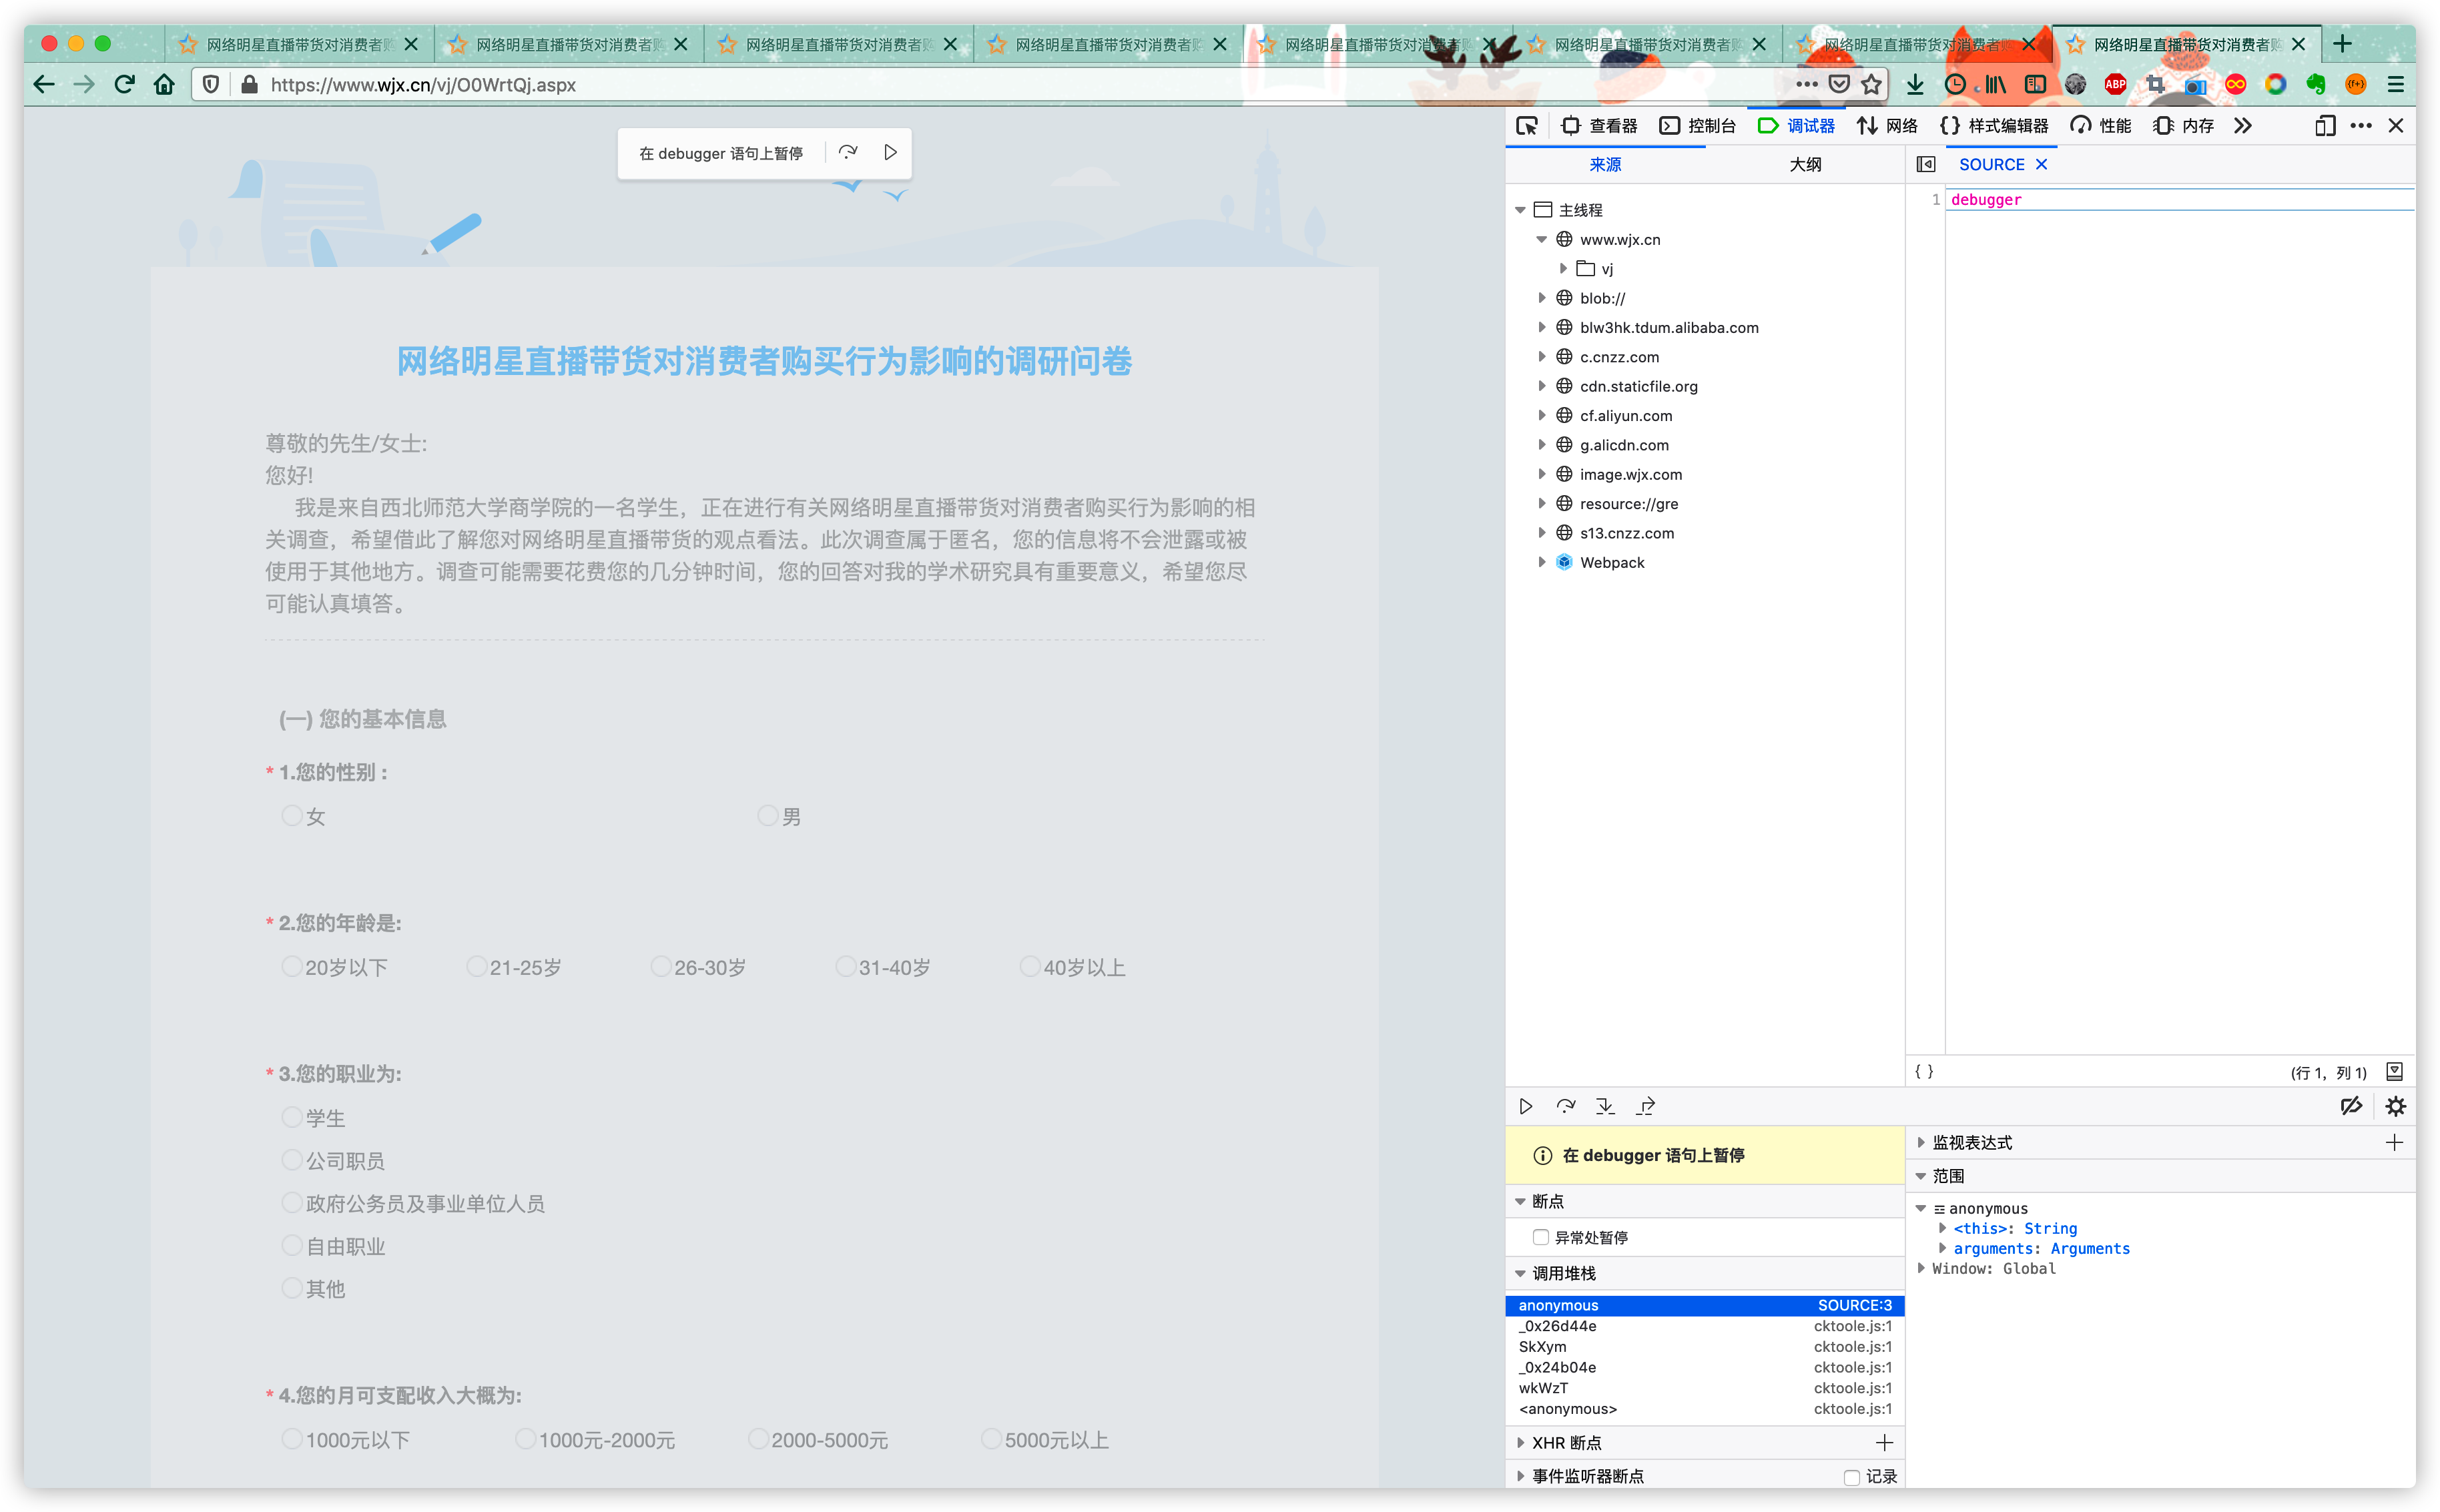 网络明星直播带货对消费者购
网络明星直播带货对消费者购
网络明星直播带货对消费者购
网络明星直播带货对消费者购
网络明星直播带货对消费者购
网络明星直播带货对消费者购
网络明星直播带货对消费者购
网络明星直播带货对消费者购
https://www.wjx.cn/vj/O0WrtQj.aspx
ABP
{f+}
在 debugger 语句上暂停
网络明星直播带货对消费者购买行为影响的调研问卷
尊敬的先生/女士:
您好!
我是来自西北师范大学商学院的一名学生，正在进行有关网络明星直播带货对消费者购买行为影响的相
关调查，希望借此了解您对网络明星直播带货的观点看法。此次调查属于匿名，您的信息将不会泄露或被
使用于其他地方。调查可能需要花费您的几分钟时间，您的回答对我的学术研究具有重要意义，希望您尽
可能认真填答。
(一) 您的基本信息
* 1.您的性别 :
女 男
* 2.您的年龄是:
20岁以下 21-25岁 26-30岁 31-40岁 40岁以上
* 3.您的职业为:
学生
公司职员
政府公务员及事业单位人员
自由职业
其他
* 4.您的月可支配收入大概为:
1000元以下 1000元-2000元 2000-5000元 5000元以上
查看器 控制台 调试器 网络 {} 样式编辑器 性能 内存
来源 大纲
主线程
www.wjx.cn
vj
blob://
blw3hk.tdum.alibaba.com
c.cnzz.com
cdn.staticfile.org
cf.aliyun.com
g.alicdn.com
image.wjx.com
resource://gre
s13.cnzz.com
Webpack
SOURCE
1 debugger
{ } (行 1，列 1)
在 debugger 语句上暂停
断点
异常处暂停
调用堆栈
anonymous SOURCE:3
_0x26d44e cktoole.js:1
SkXym cktoole.js:1
_0x24b04e cktoole.js:1
wkWzT cktoole.js:1
<anonymous> cktoole.js:1
XHR 断点
事件监听器断点 记录
监视表达式
范围
anonymous
<this>: String
arguments: Arguments
Window: Global